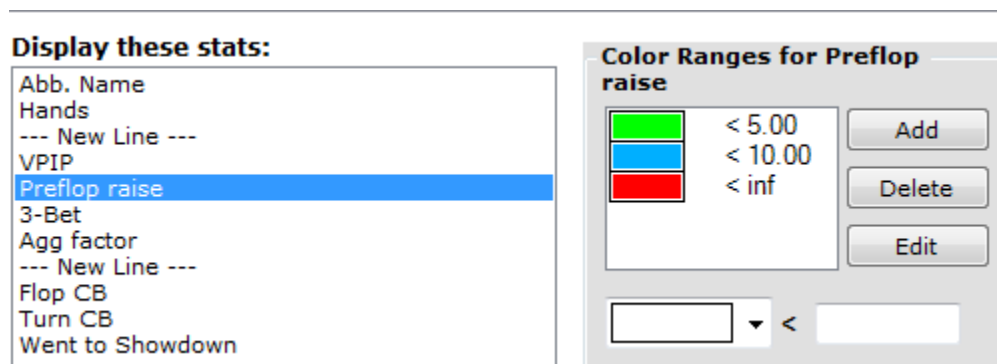 Display these stats:
Abb. Name
Hands
--- New Line ---
VPIP
Preflop raise
3-Bet
Agg factor
--- New Line ---
Flop CB
Turn CB
Went to Showdown
Color Ranges for Preflop
raise
< 5.00
< 10.00
< inf
Add
Delete
Edit
<